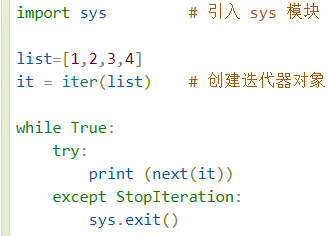 import sys         # 引入 sys 模块
list=[1,2,3,4]
it = iter(list)    # 创建迭代器对象
while True:
    try:
        print (next(it))
    except StopIteration:
        sys.exit()